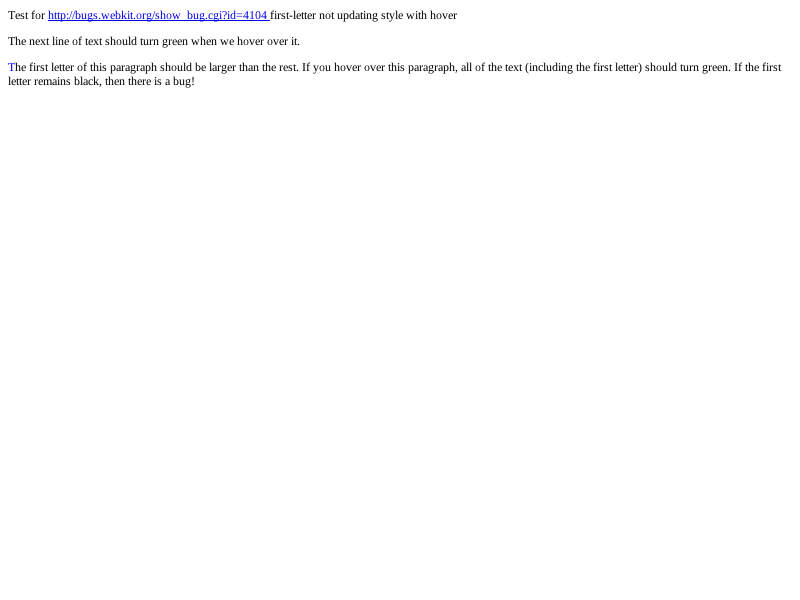 Test for http://bugs.webkit.org/show_bug.cgi?id=4104 first-letter not updating style with hover
The next line of text should turn green when we hover over it.
The first letter of this paragraph should be larger than the rest. If you hover over this paragraph, all of the text (including the first letter) should turn green. If the first
letter remains black, then there is a bug!